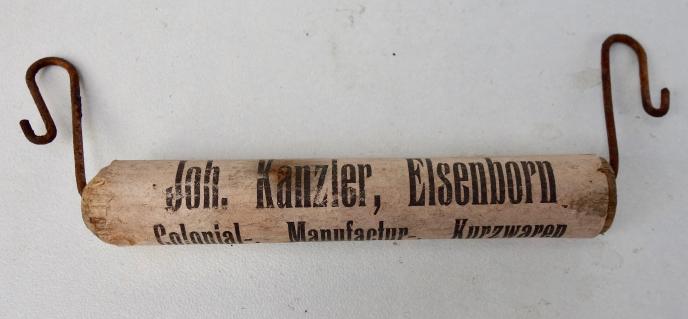 Joh. Kanzler, Elsenborn
Colonial-, Manufactur-, Kurzwaren